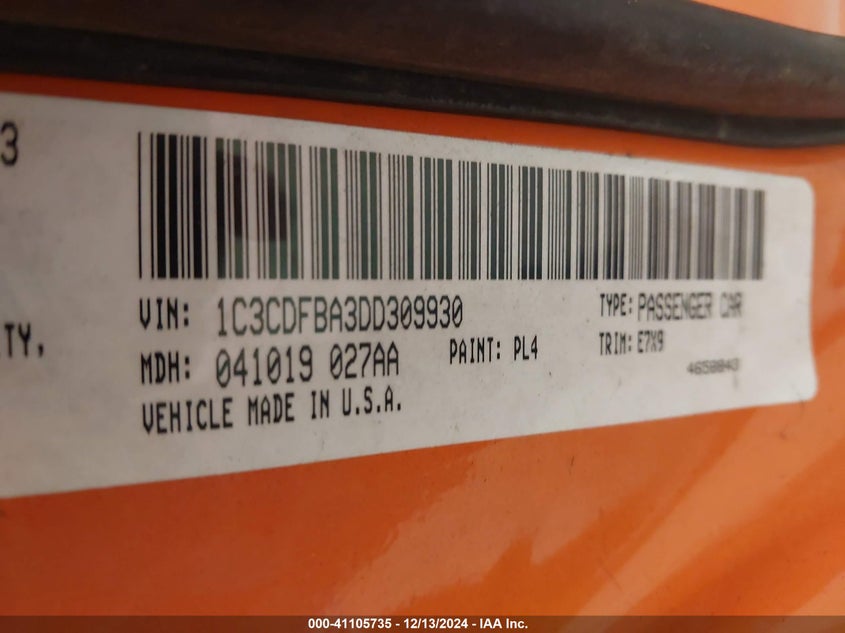 3
VIN: 1C3CDFBA3DD309930
TYPE: PASSENGER CAR
TY,
MDH: 041019 027AA
PAINT: PL4
TRIM: E7X9
4658843
VEHICLE MADE IN U.S.A.
000-41105735 - 12/13/2024 - IAA Inc.